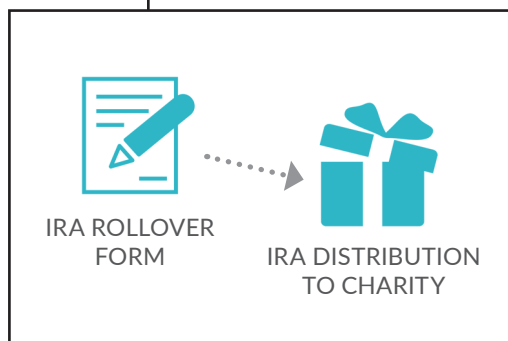 IRA ROLLOVER
FORM
IRA DISTRIBUTION
TO CHARITY